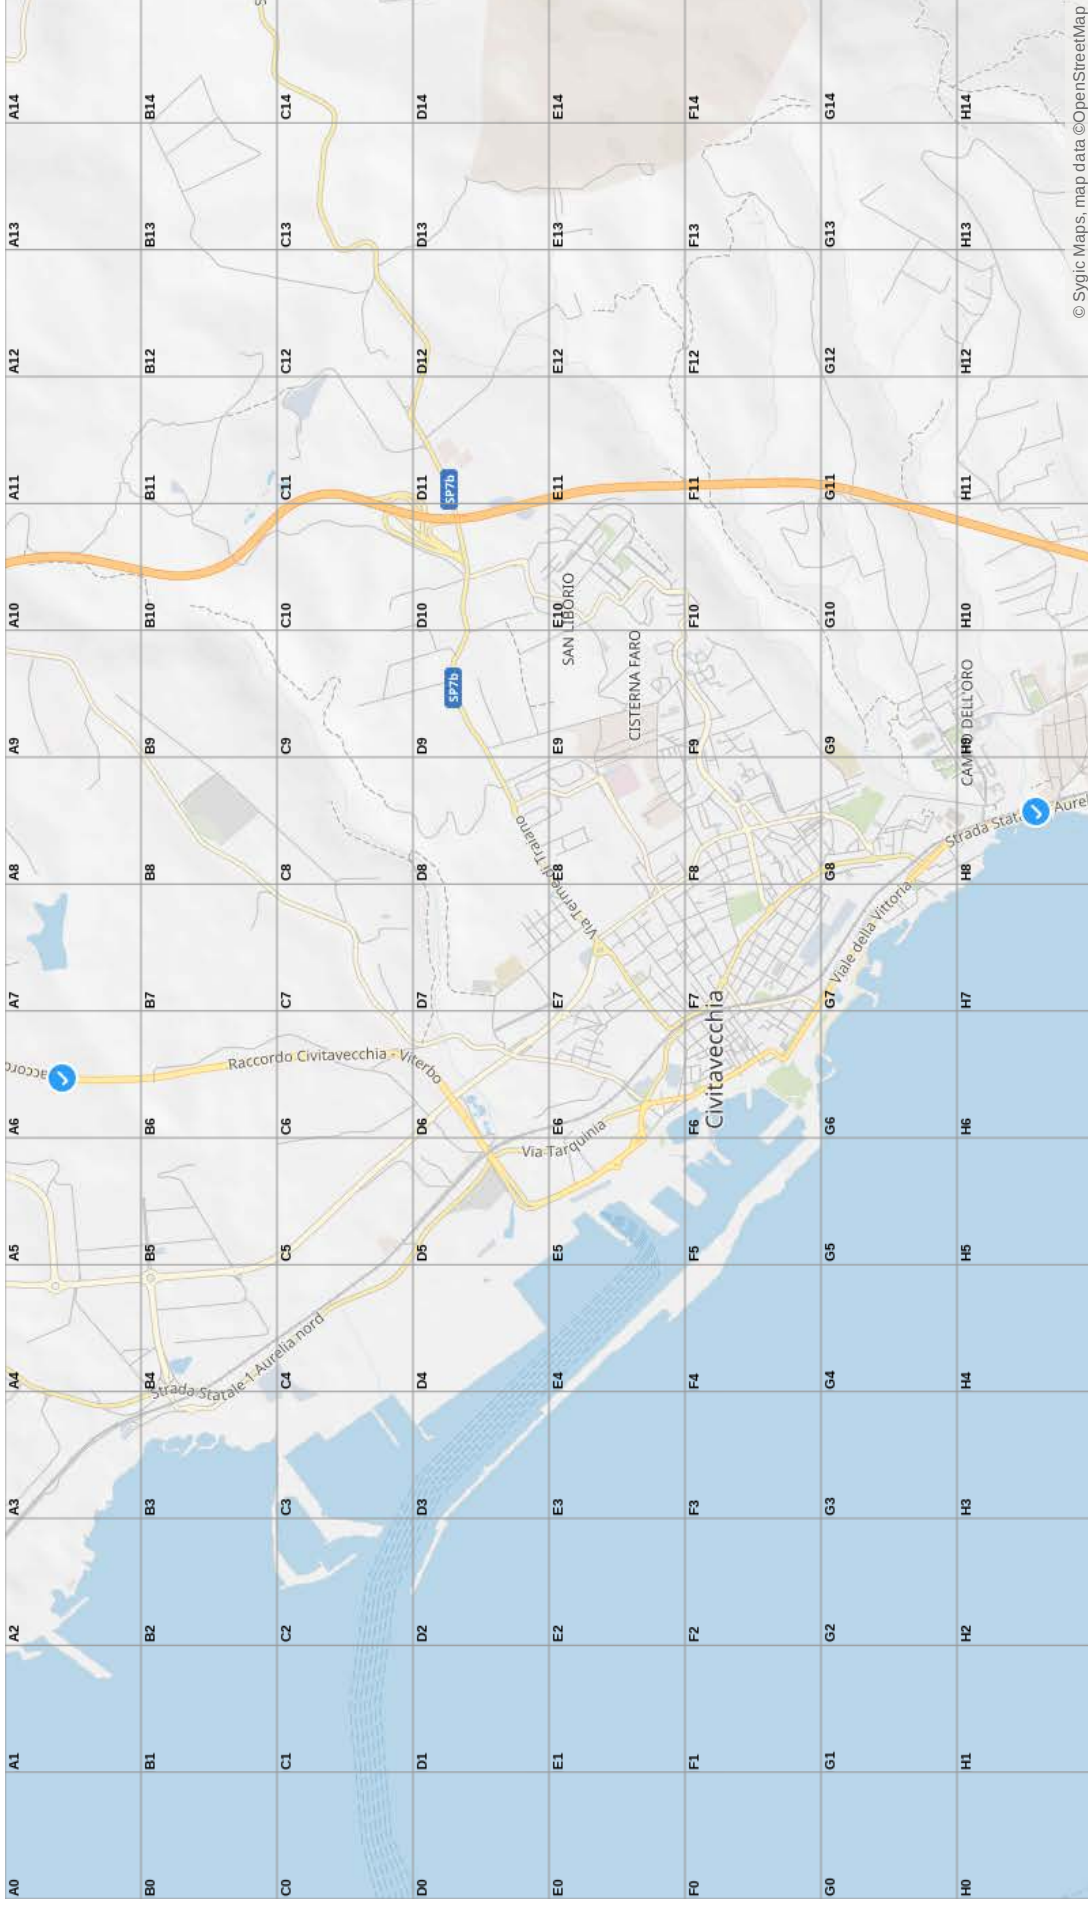 A0 A1 A2 A3 A4 A5 A6 A7 A8 A9 A10 A11 A12 A13 A14
B0 B1 B2 B3 B4 B5 B6 B7 B8 B9 B10 B11 B12 B13 B14
Strada Statale 1 Aurelia nord
Raccordo Civitavecchia - Viterbo
C0 C1 C2 C3 C4 C5 C6 C7 C8 C9 C10 C11 C12 C13 C14
D0 D1 D2 D3 D4 D5 D6 D7 D8 D9 D10 D11 D12 D13 D14
SP7b
SP7b
Via Terme di Traiano
Via Tarquinia
E0 E1 E2 E3 E4 E5 E6 E7 E8 E9 E10 E11 E12 E13 E14
SAN LIBORIO
CISTERNA FARO
F0 F1 F2 F3 F4 F5 F6 F7 F8 F9 F10 F11 F12 F13 F14
Civitavecchia
G0 G1 G2 G3 G4 G5 G6 G7 G8 G9 G10 G11 G12 G13 G14
Viale della Vittoria
H0 H1 H2 H3 H4 H5 H6 H7 H8 H9 H10 H11 H12 H13 H14
CAMPO DELL'ORO
Strada Stat Aurel
© Sygic Maps, map data ©OpenStreetMap